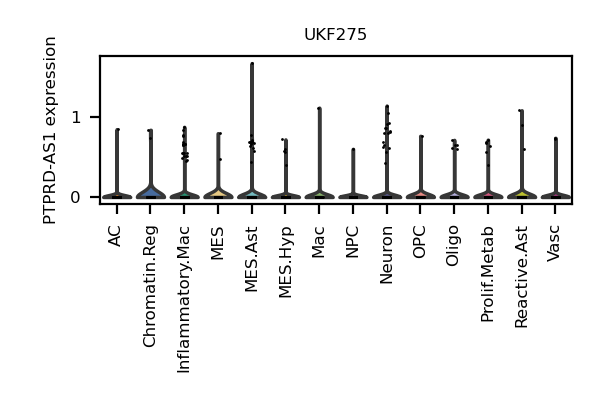 UKF275
PTPRD-AS1 expression
1
0
AC
Chromatin.Reg
Inflammatory.Mac
MES
MES.Ast
MES.Hyp
Mac
NPC
Neuron
OPC
Oligo
Prolif.Metab
Reactive.Ast
Vasc